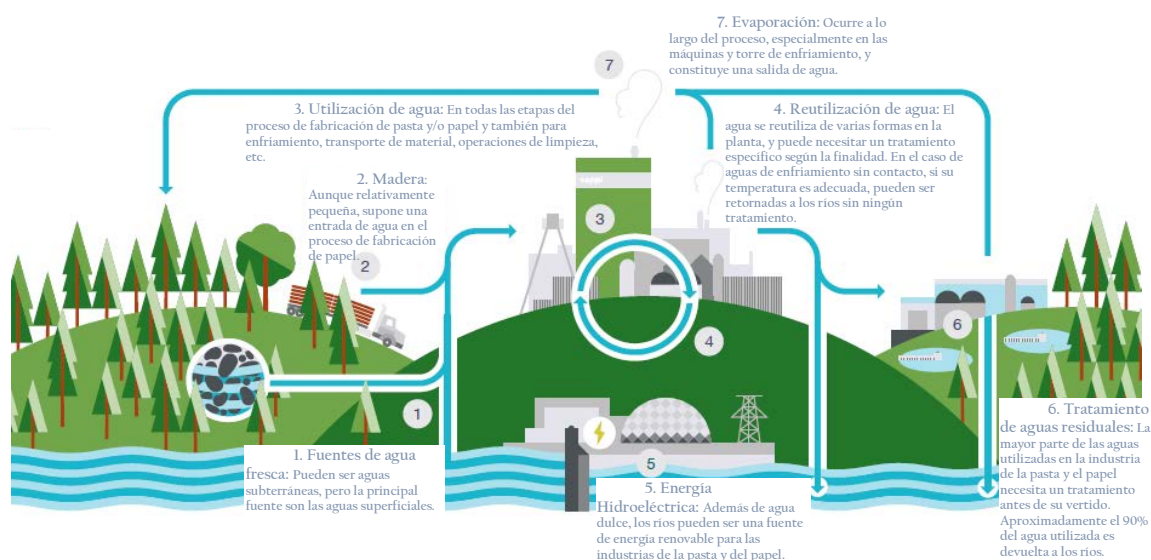 7. Evaporación: Ocurre a lo
largo del proceso, especialmente en las
máquinas y torre de enfriamiento, y
constituye una salida de agua.
7
3. Utilización de agua: En todas las etapas del
proceso de fabricación de pasta y/o papel y también para
enfriamiento, transporte de material, operaciones de limpieza,
etc.
4. Reutilización de agua: El
agua se reutiliza de varias formas en la
planta, y puede necesitar un tratamiento
específico según la finalidad. En el caso de
aguas de enfriamiento sin contacto, si su
temperatura es adecuada, pueden ser
retornadas a los ríos sin ningún
tratamiento.
2. Madera:
Aunque relativamente
pequeña, supone una
entrada de agua en el
proceso de fabricación
de papel.
2
3
4
6
1
5
1. Fuentes de agua
fresca: Pueden ser aguas
subterráneas, pero la principal
fuente son las aguas superficiales.
5. Energía
Hidroeléctrica: Además de agua
dulce, los ríos pueden ser una fuente
de energía renovable para las
industrias de la pasta y del papel.
6. Tratamiento
de aguas residuales: La
mayor parte de las aguas
utilizadas en la industria
de la pasta y el papel
necesita un tratamiento
antes de su vertido.
Aproximadamente el 90%
del agua utilizada es
devuelta a los ríos.